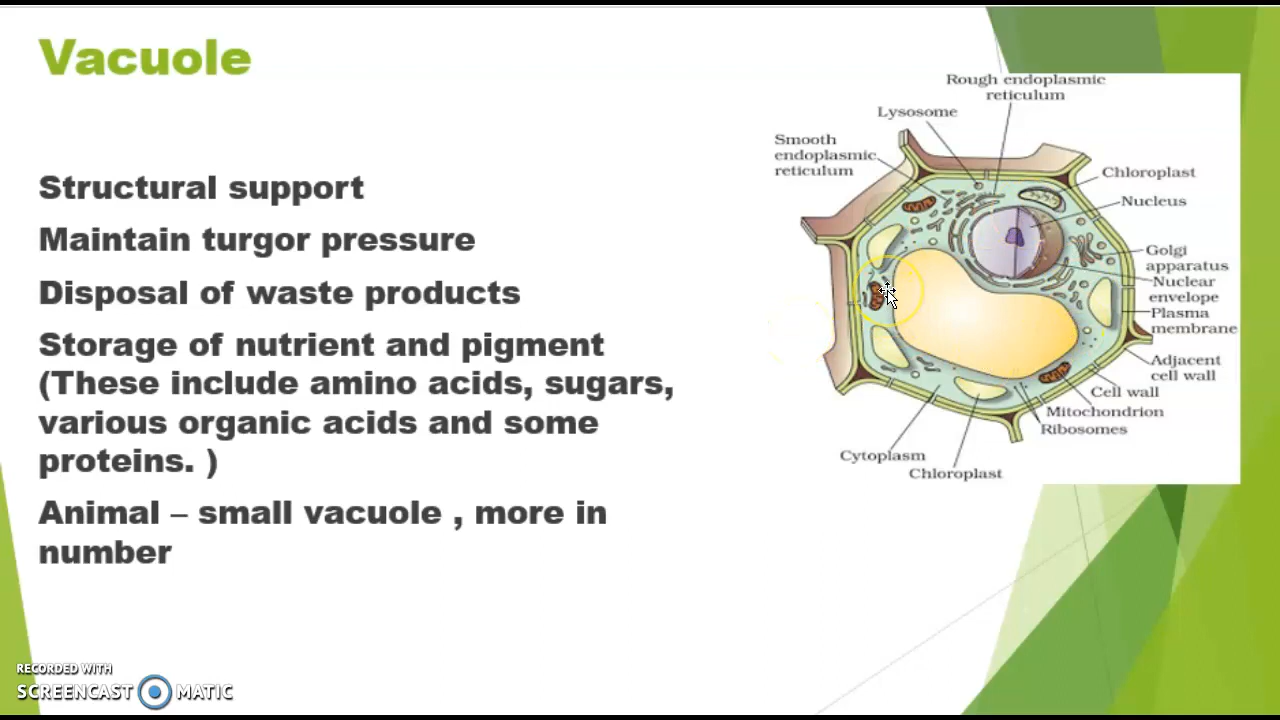 Vacuole
Structural support
Maintain turgor pressure
Disposal of waste products
Storage of nutrient and pigment
(These include amino acids, sugars,
various organic acids and some
proteins. )
Animal – small vacuole , more in
number
Rough endoplasmic
reticulum
Lysosome
Smooth
endoplasmic
reticulum
Chloroplast
Nucleus
Golgi
apparatus
Nuclear
envelope
Plasma
membrane
Adjacent
cell wall
Cell wall
Mitochondrion
Ribosomes
Cytoplasm
Chloroplast
RECORDED WITH
SCREENCAST MATIC